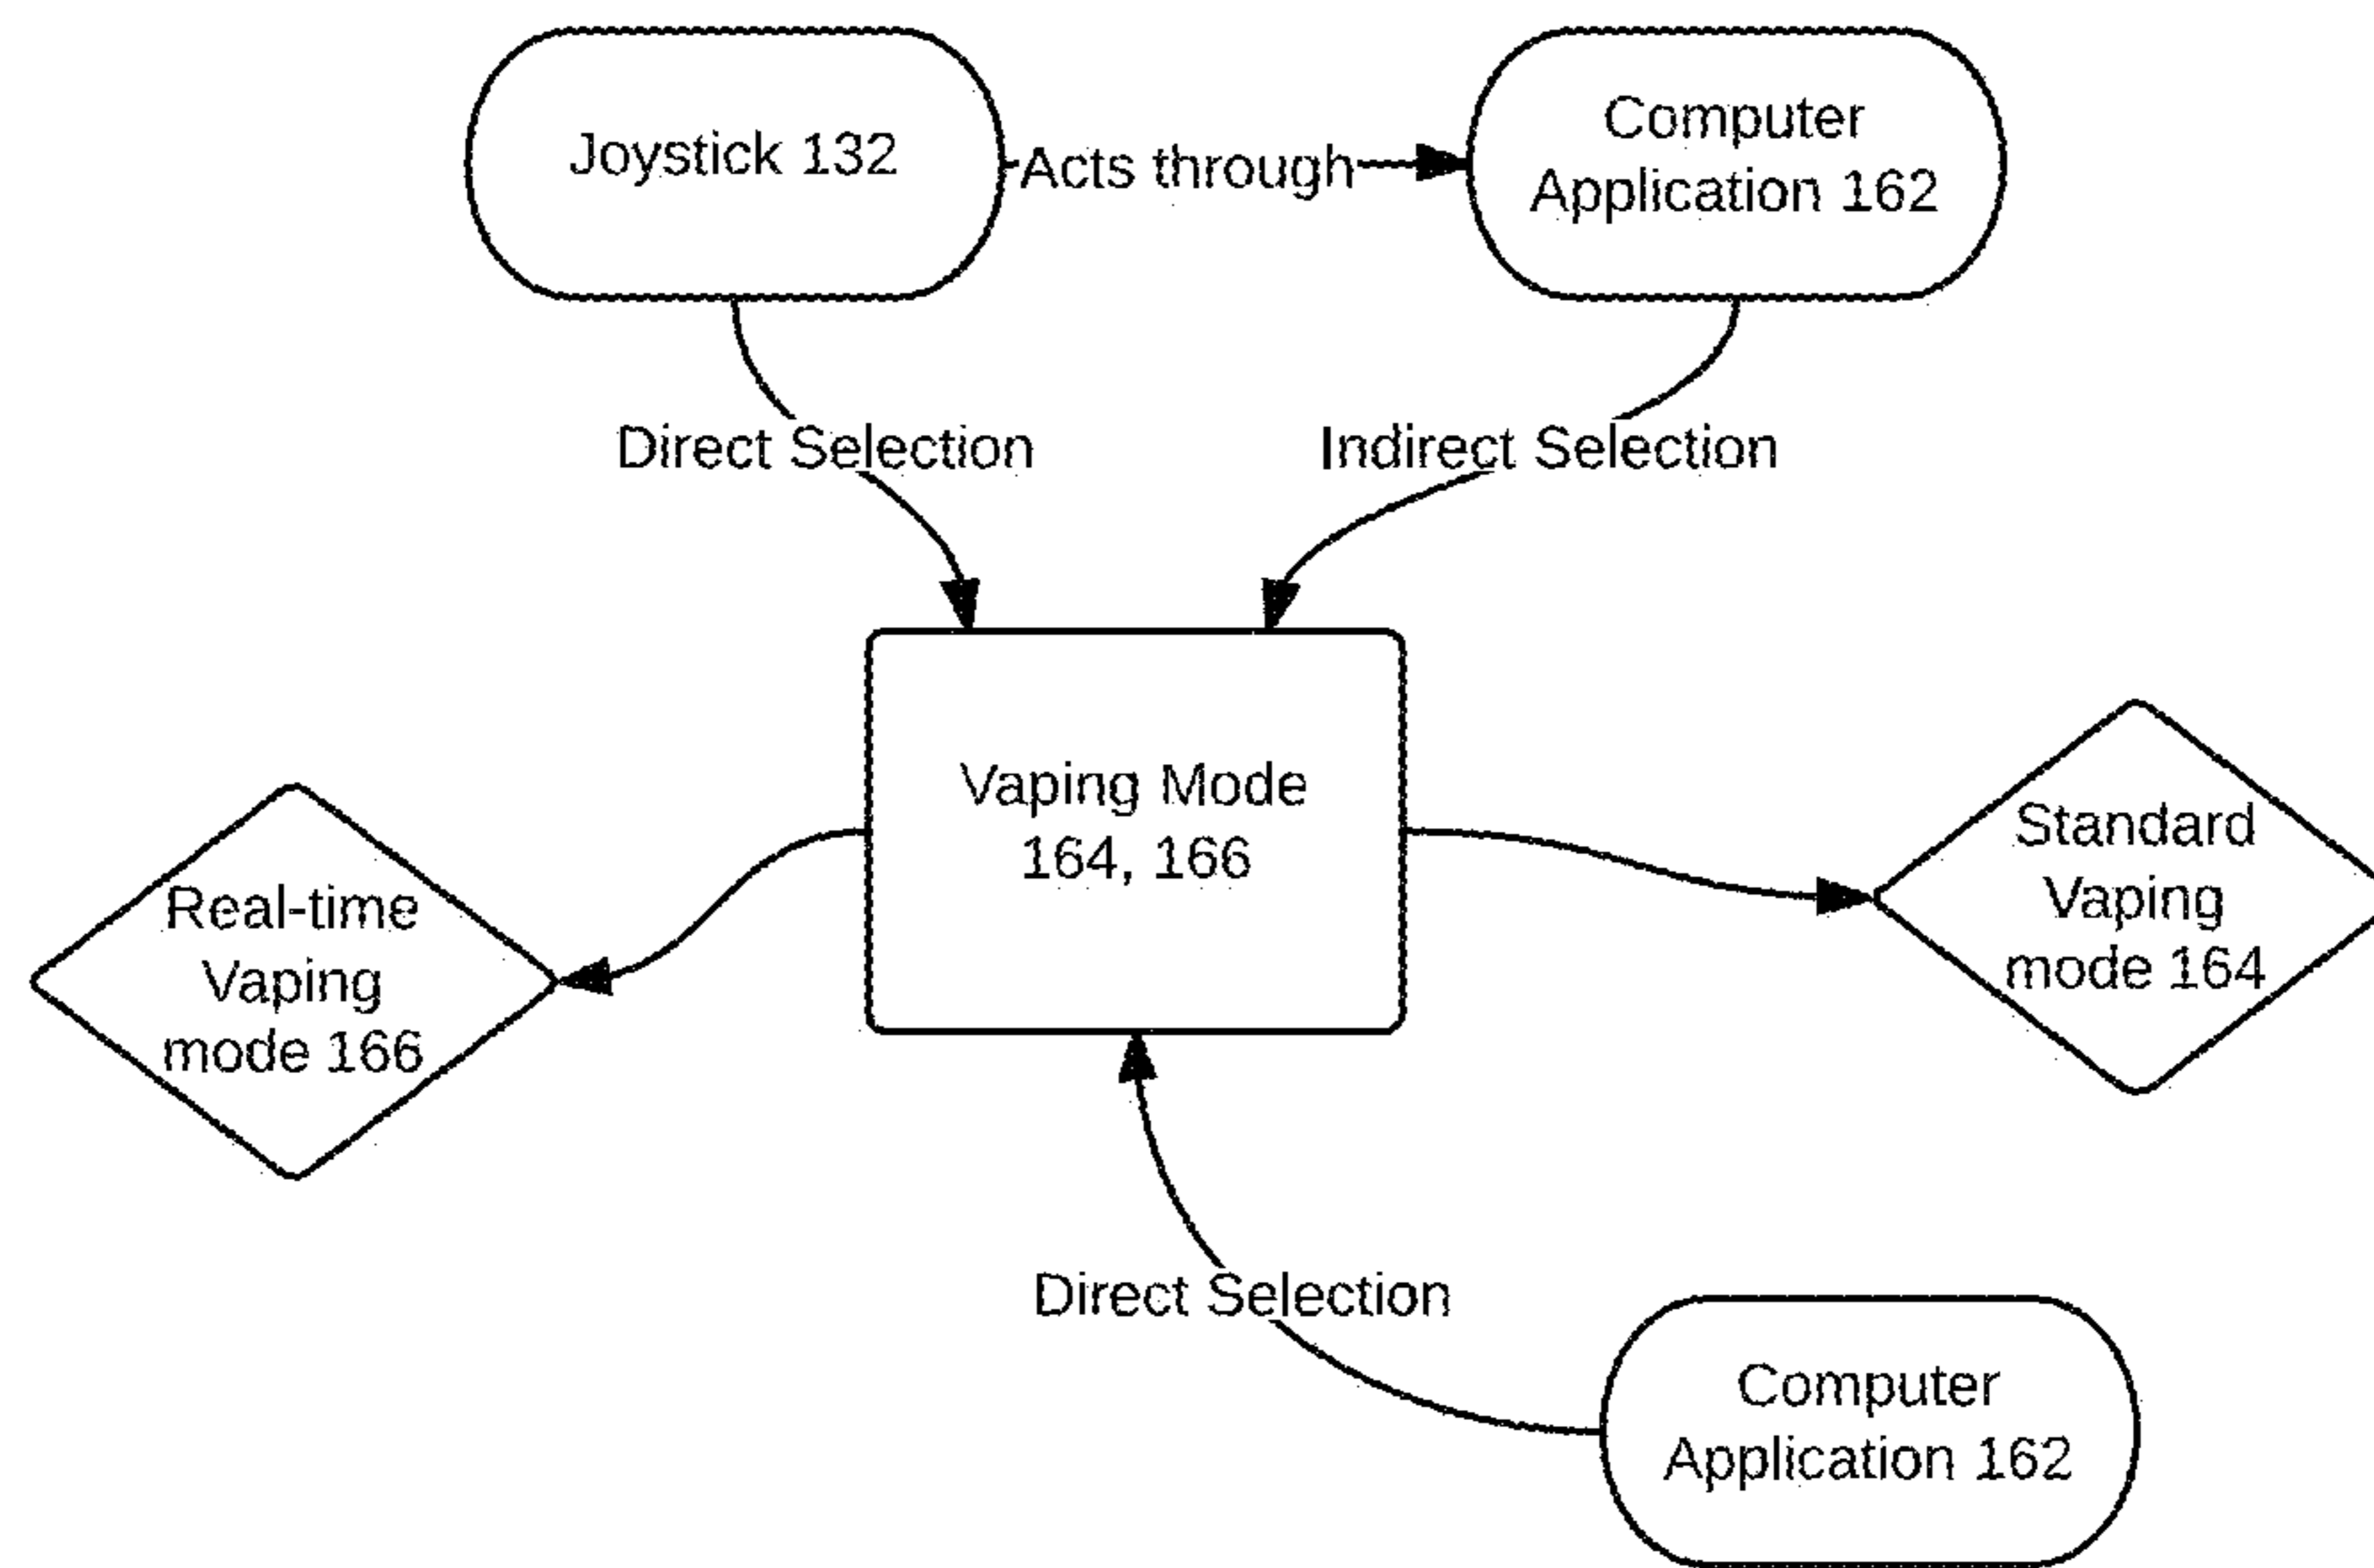 Joystick 132
Acts through
Computer
Application 162
Direct Selection
Indirect Selection
Vaping Mode
164, 166
Real-time
Vaping
mode 166
Standard
Vaping
mode 164
Direct Selection
Computer
Application 162